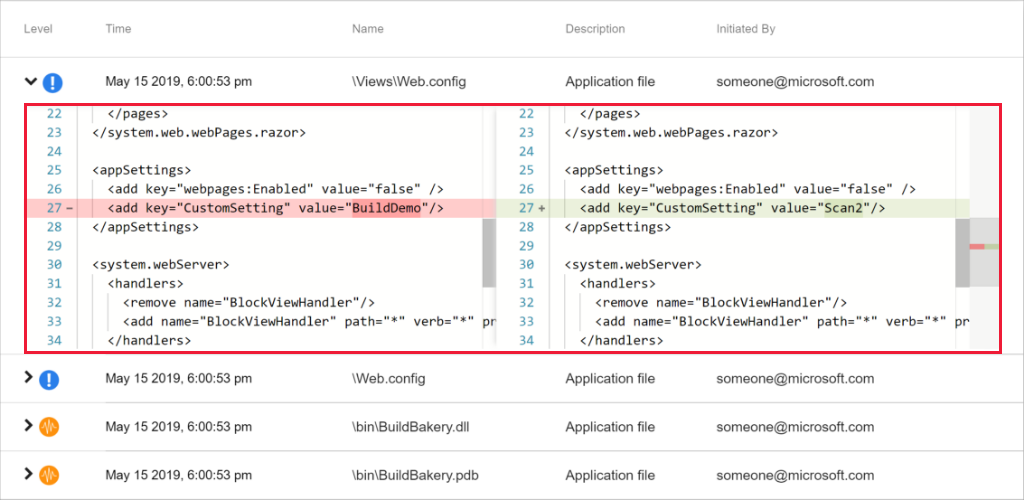 Level Time Name Description Initiated By
May 15 2019, 6:00:53 pm \Views\Web.config Application file someone@microsoft.com
22 </pages>
23 </system.web.webPages.razor>
24
25 <appSettings>
26 <add key="webpages:Enabled" value="false" />
27 - <add key="CustomSetting" value="BuildDemo"/>
28 </appSettings>
29
30 <system.webServer>
31 <handlers>
32 <remove name="BlockViewHandler"/>
33 <add name="BlockViewHandler" path="*" verb="*" pr
34 </handlers>
22 </pages>
23 </system.web.webPages.razor>
24
25 <appSettings>
26 <add key="webpages:Enabled" value="false" />
27 + <add key="CustomSetting" value="Scan2"/>
28 </appSettings>
29
30 <system.webServer>
31 <handlers>
32 <remove name="BlockViewHandler"/>
33 <add name="BlockViewHandler" path="*" verb="*" pr
34 </handlers>
May 15 2019, 6:00:53 pm \Web.config Application file someone@microsoft.com
May 15 2019, 6:00:53 pm \bin\BuildBakery.dll Application file someone@microsoft.com
May 15 2019, 6:00:53 pm \bin\BuildBakery.pdb Application file someone@microsoft.com